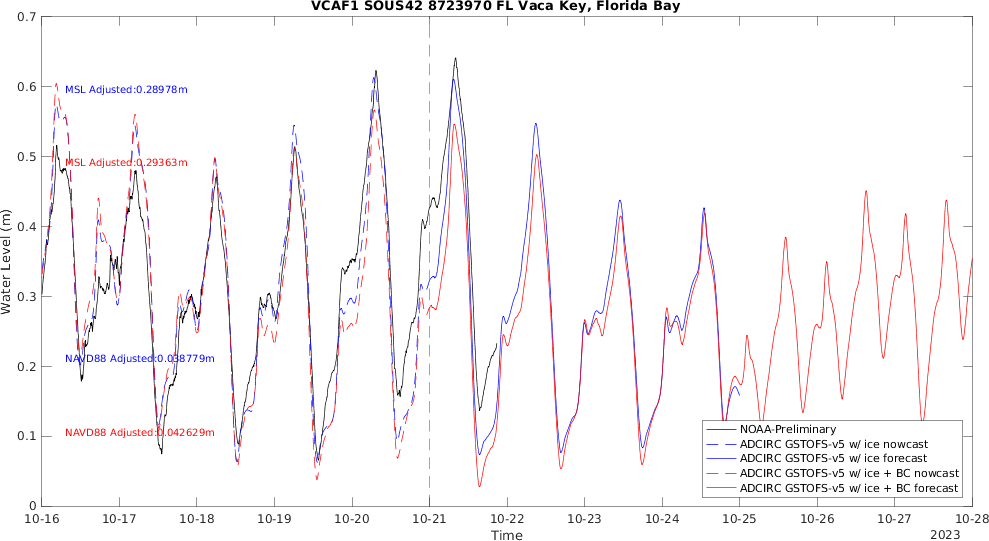 VCAF1 SOUS42 8723970 FL Vaca Key, Florida Bay
0.7
0.6
0.5
0.4
0.3
0.2
0.1
0
Water Level (m)
MSL Adjusted:0.28978m
MSL Adjusted:0.29363m
NAVD88 Adjusted:0.038779m
NAVD88 Adjusted:0.042629m
NOAA-Preliminary
ADCIRC GSTOFS-v5 w/ ice nowcast
ADCIRC GSTOFS-v5 w/ ice forecast
ADCIRC GSTOFS-v5 w/ ice + BC nowcast
ADCIRC GSTOFS-v5 w/ ice + BC forecast
10-16 10-17 10-18 10-19 10-20 10-21 10-22 10-23 10-24 10-25 10-26 10-27 10-28
Time
2023